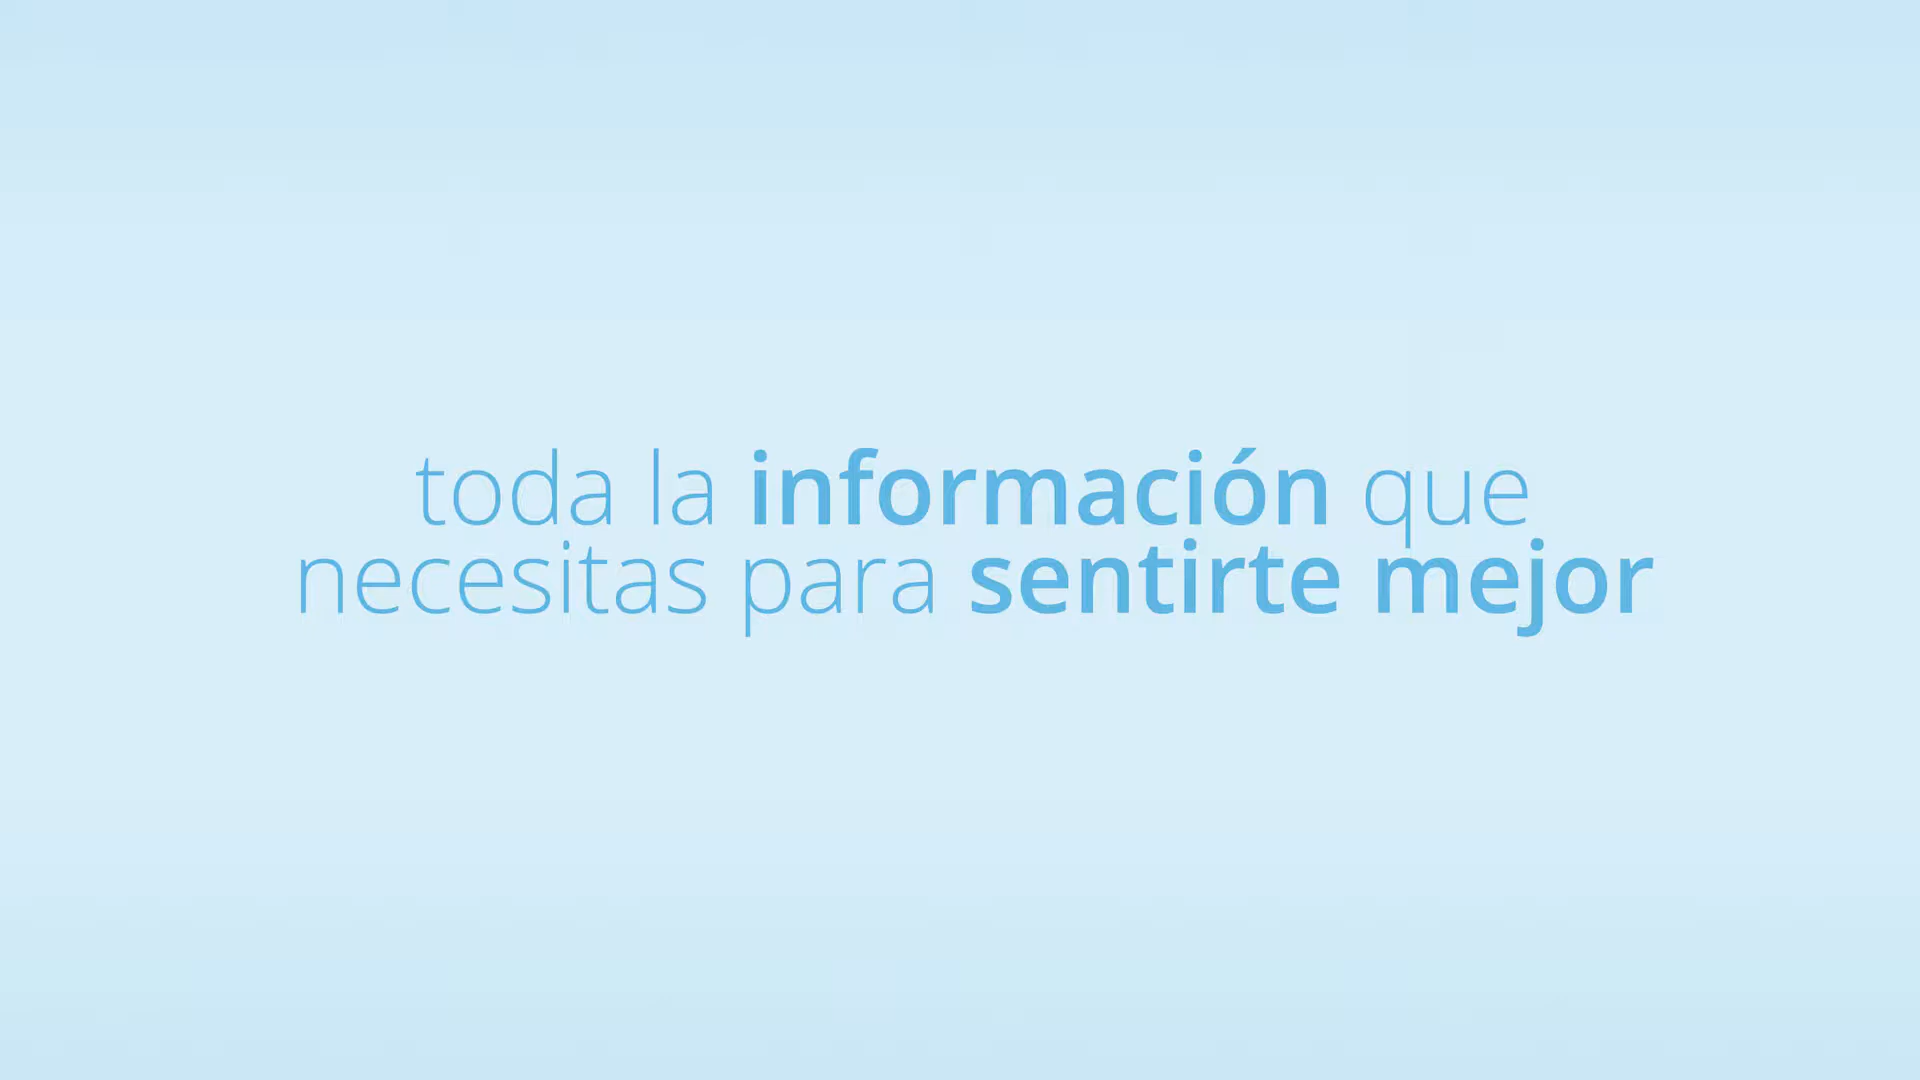 toda la información que
necesitas para sentirte mejor